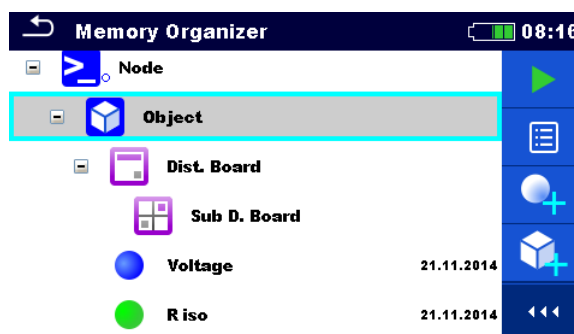 Memory Organizer 08:16
Node
Object
Dist. Board
Sub D. Board
Voltage 21.11.2014
R iso 21.11.2014